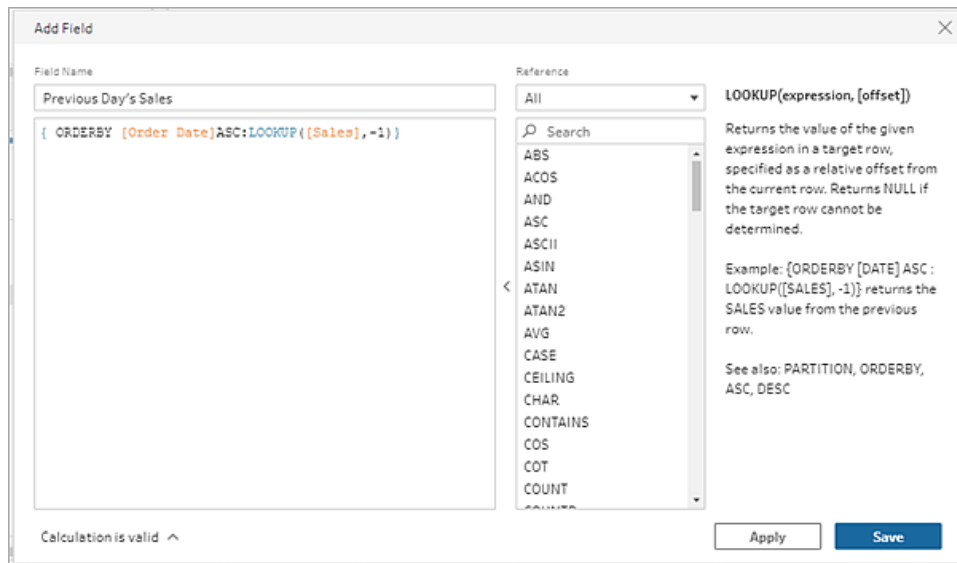 Add Field
Field Name
Previous Day's Sales
{ ORDERBY [Order Date]ASC:LOOKUP([Sales],-1)}
Calculation is valid
Reference
All
Search
ABS
ACOS
AND
ASC
ASCII
ASIN
ATAN
ATAN2
AVG
CASE
CEILING
CHAR
CONTAINS
COS
COT
COUNT
COUNTD
LOOKUP(expression, [offset])
Returns the value of the given
expression in a target row,
specified as a relative offset from
the current row. Returns NULL if
the target row cannot be
determined.
Example: {ORDERBY [DATE] ASC :
LOOKUP([SALES], -1)} returns the
SALES value from the previous
row.
See also: PARTITION, ORDERBY,
ASC, DESC
Apply
Save